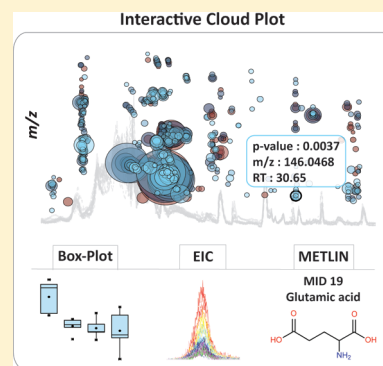 Interactive Cloud Plot
m/z
p-value : 0.0037
m/z : 146.0468
RT : 30.65
Box-Plot
EIC
METLIN
MID 19
Glutamic acid
O
O
HO
OH
NH₂